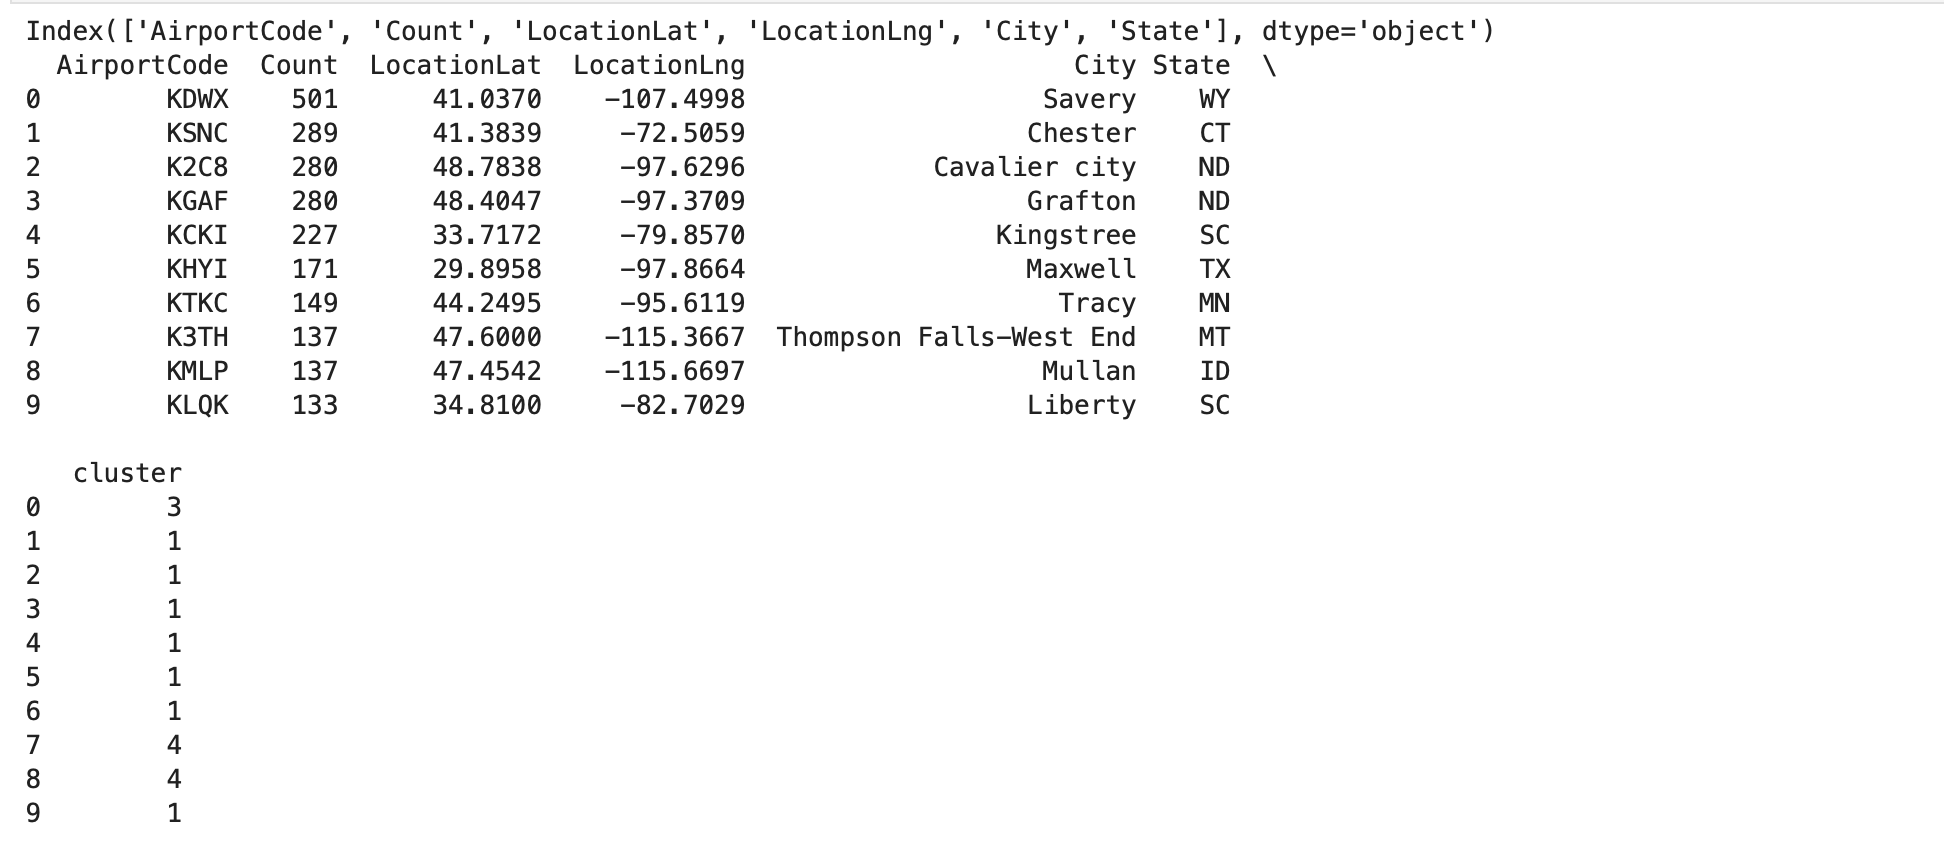 Index(['AirportCode', 'Count', 'LocationLat', 'LocationLng', 'City', 'State'], dtype='object')
  AirportCode  Count  LocationLat  LocationLng                     City State  \
0        KDWX    501      41.0370    -107.4998                   Savery    WY
1        KSNC    289      41.3839     -72.5059                  Chester    CT
2        K2C8    280      48.7838     -97.6296            Cavalier city    ND
3        KGAF    280      48.4047     -97.3709                  Grafton    ND
4        KCKI    227      33.7172     -79.8570                Kingstree    SC
5        KHYI    171      29.8958     -97.8664                  Maxwell    TX
6        KTKC    149      44.2495     -95.6119                    Tracy    MN
7        K3TH    137      47.6000    -115.3667  Thompson Falls-West End    MT
8        KMLP    137      47.4542    -115.6697                   Mullan    ID
9        KLQK    133      34.8100     -82.7029                  Liberty    SC
   cluster
0        3
1        1
2        1
3        1
4        1
5        1
6        1
7        4
8        4
9        1